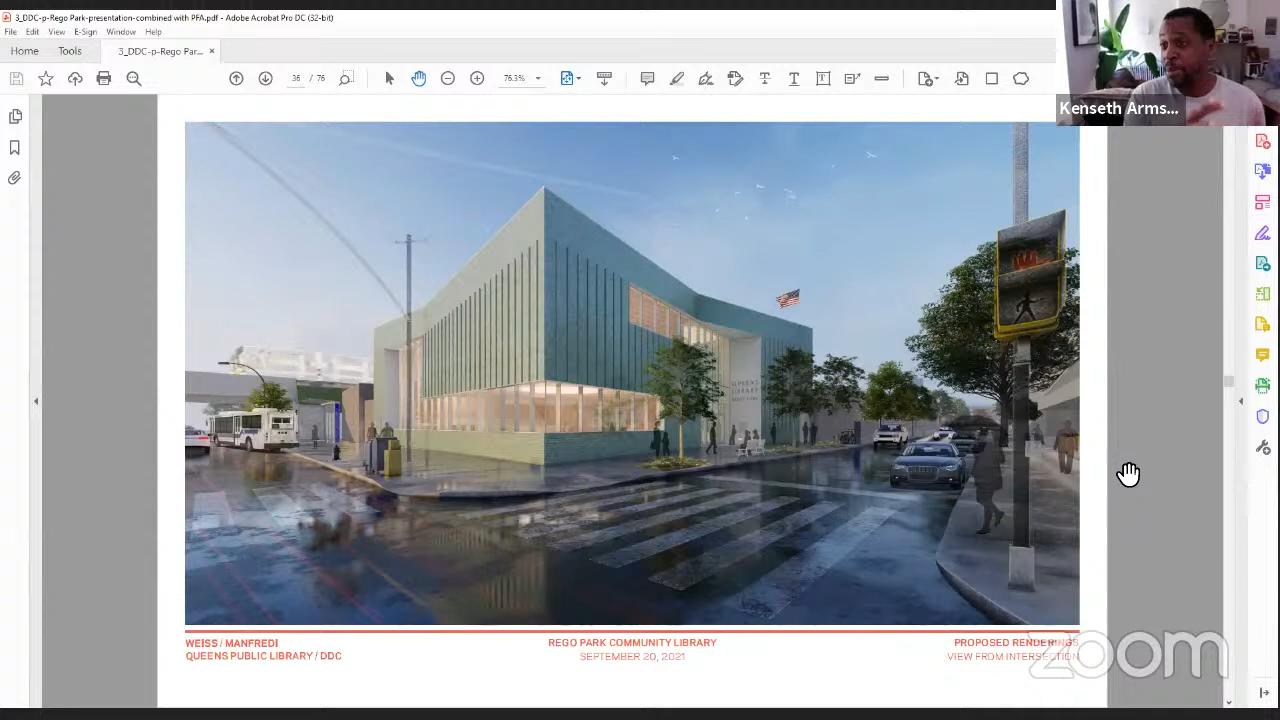 3_DDC-p-Rego Park-presentation-combined with PFA.pdf - Adobe Acrobat Pro DC (32-bit)
File Edit View E-Sign Window Help
Home Tools 3_DDC-p-Rego Par... ×
36 / 76 76.3%
Kenseth Arms...
QUEENS
LIBRARY
WEISS / MANFREDI
QUEENS PUBLIC LIBRARY / DDC
REGO PARK COMMUNITY LIBRARY
SEPTEMBER 20, 2021
PROPOSED RENDERINGS
VIEW FROM INTERSECTION
zoom